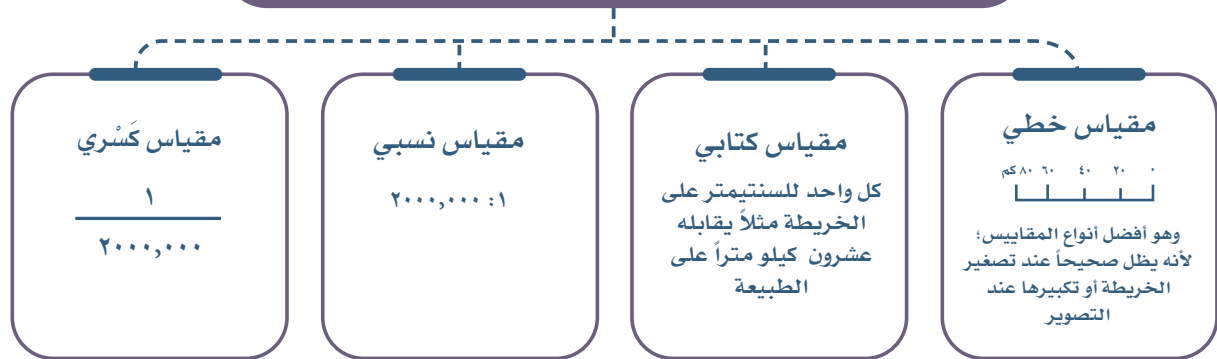 مقياس خطي
٠ ٢٠ ٤٠ ٦٠ ٨٠ كم
وهو أفضل أنواع المقاييس؛
لأنه يظل صحيحاً عند تصغير
الخريطة أو تكبيرها عند
التصوير
مقياس كتابي
كل واحد للسنتيمتر على
الخريطة مثلاً يقابله
عشرون كيلو متراً على
الطبيعة
مقياس نسبي
١: ٢٠٠٠,٠٠٠
مقياس كَسْري
١
٢٠٠٠,٠٠٠